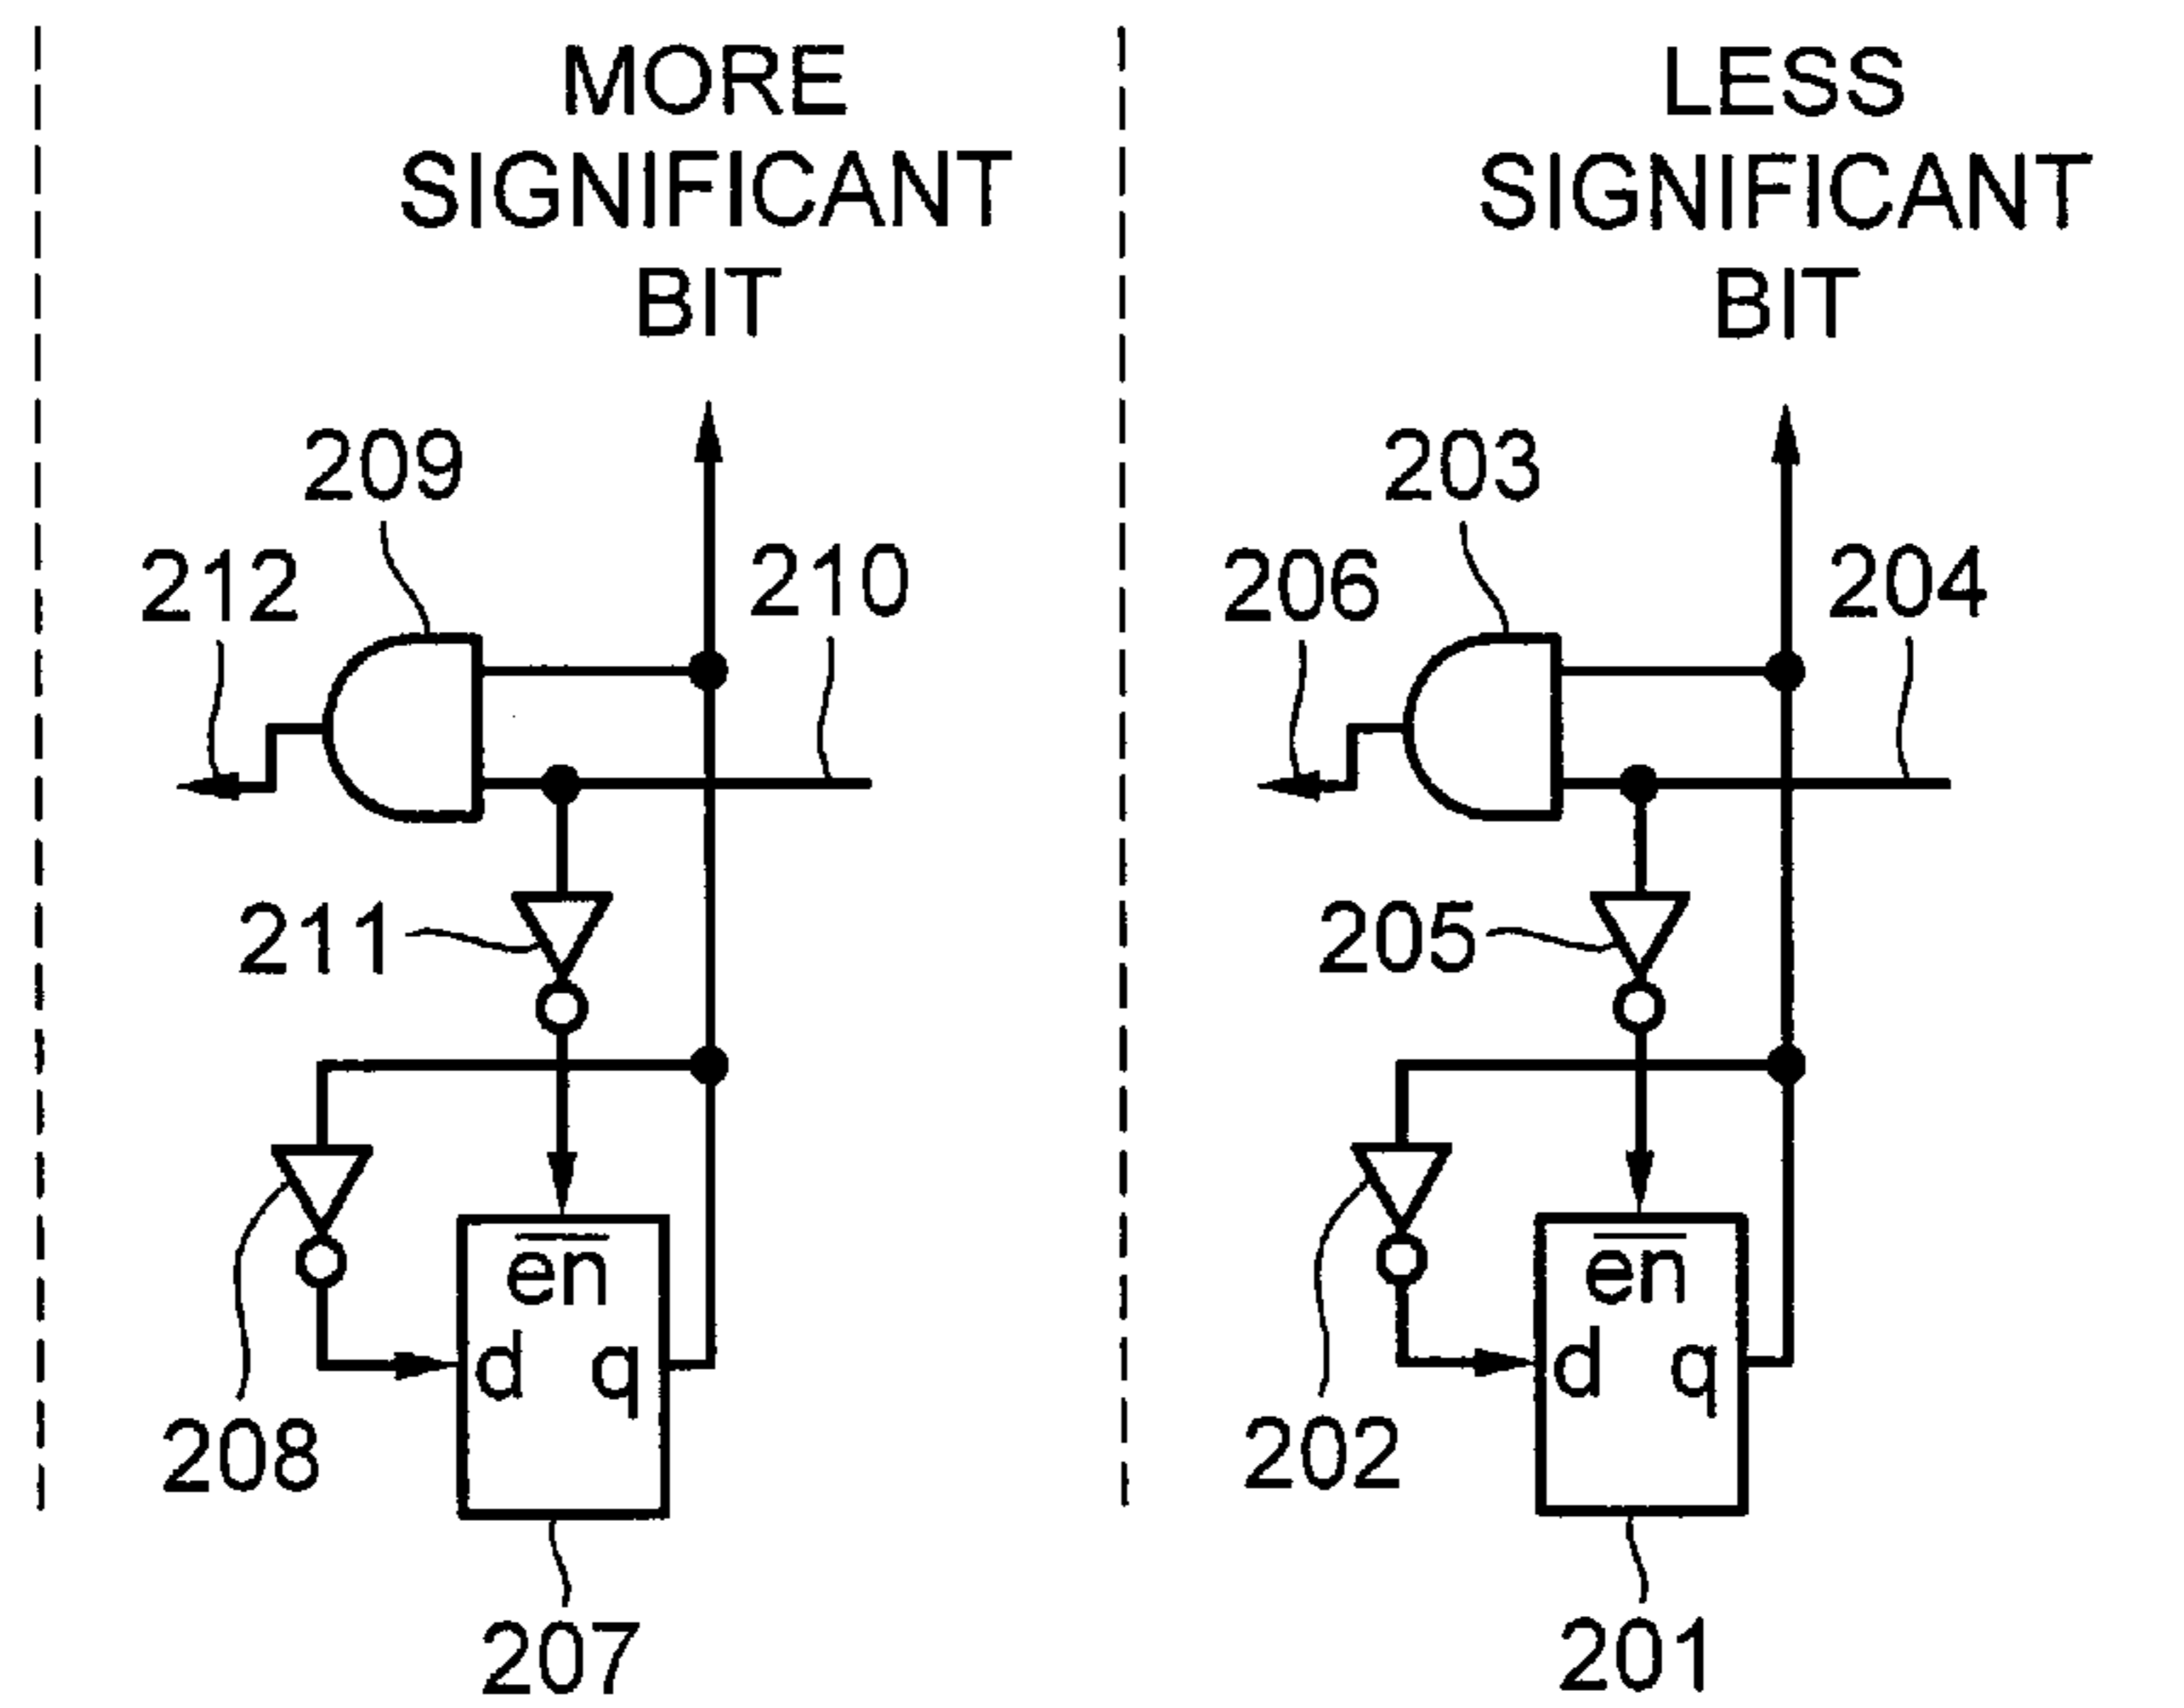 MORE
SIGNIFICANT
BIT
LESS
SIGNIFICANT
BIT
209
203
212
210
206
204
211
205
en
d q
en
d q
208
202
207
201